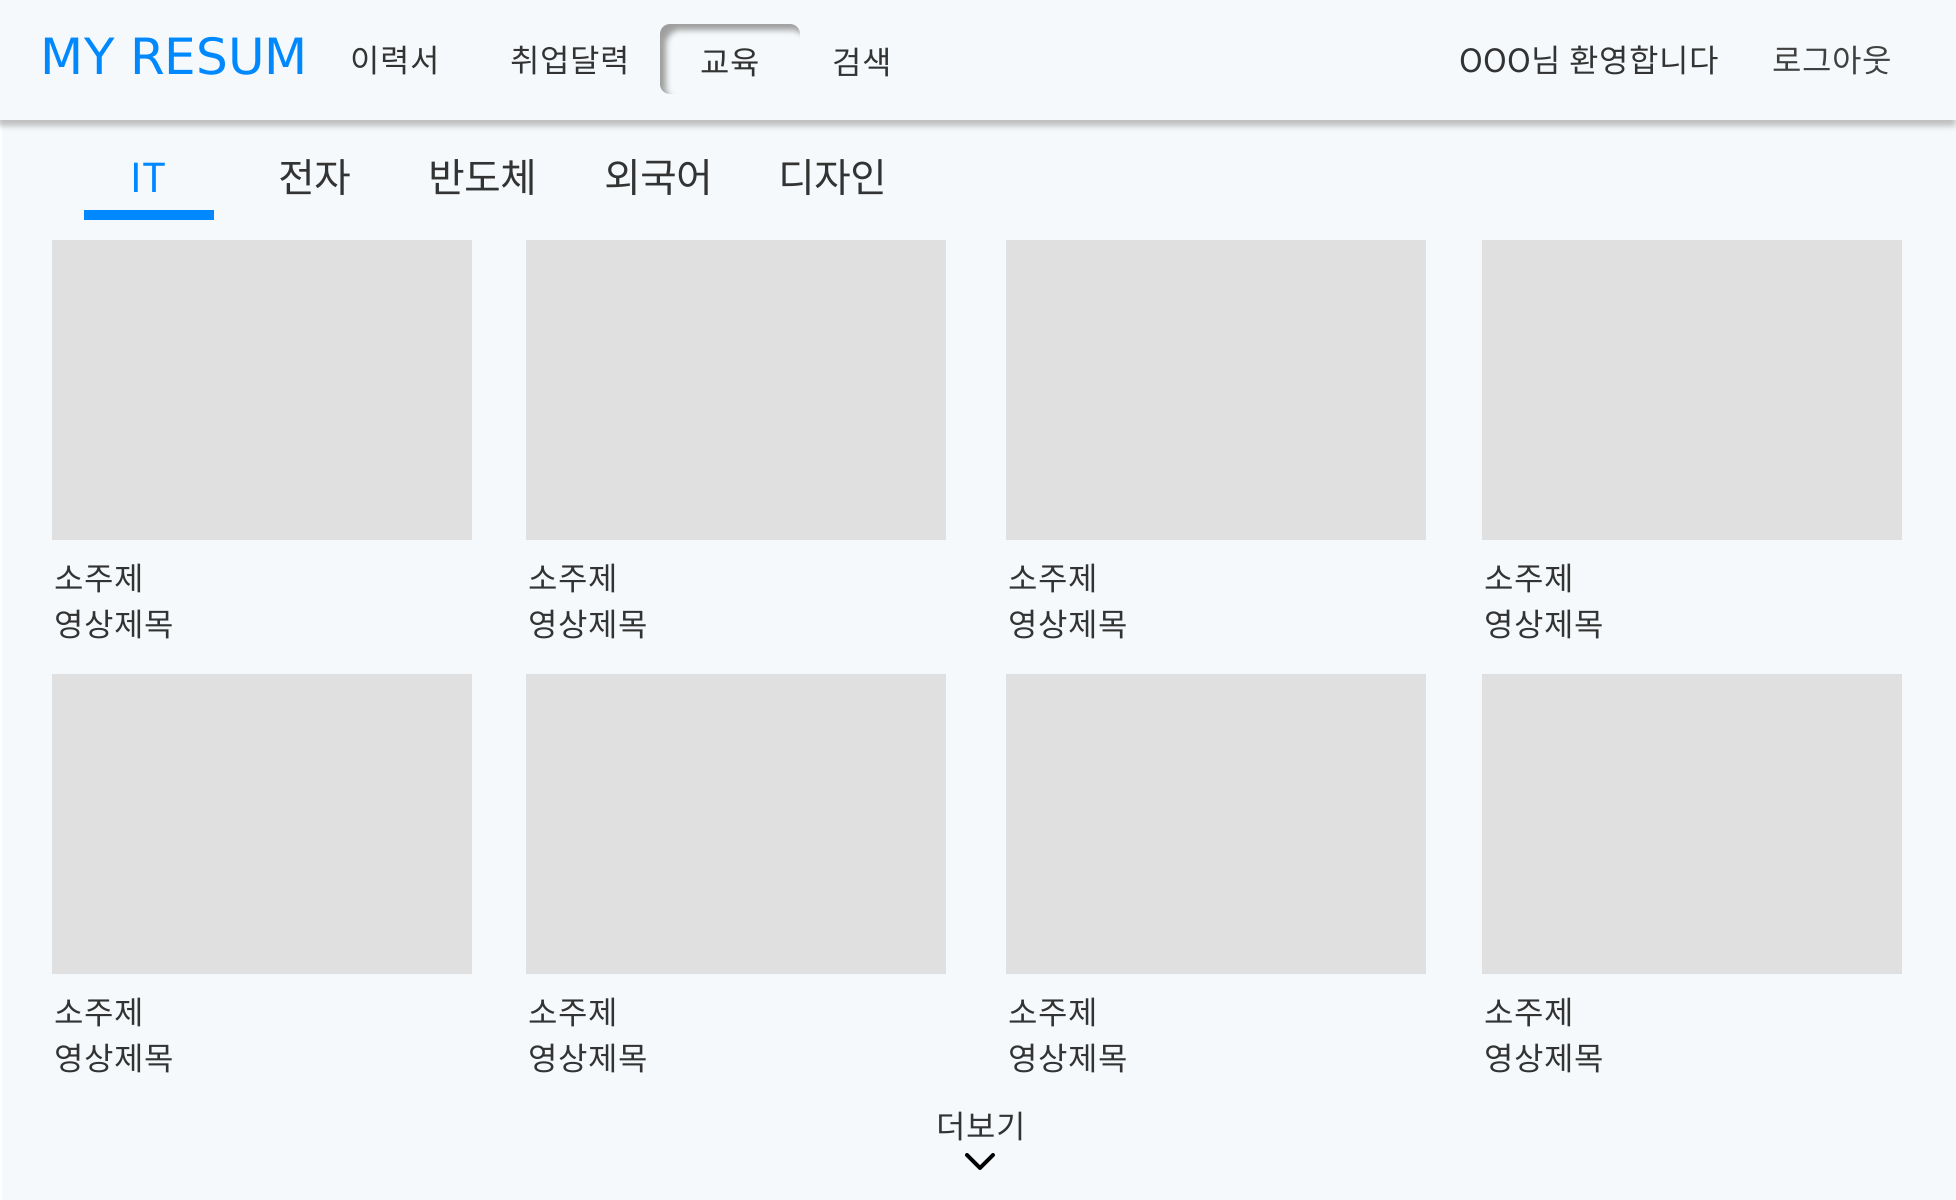 MY RESUM 이력서 취업달력 교육 검색 OOO님 환영합니다 로그아웃
IT 전자 반도체 외국어 디자인
소주제 소주제 소주제 소주제
영상제목 영상제목 영상제목 영상제목
소주제 소주제 소주제 소주제
영상제목 영상제목 영상제목 영상제목
더보기